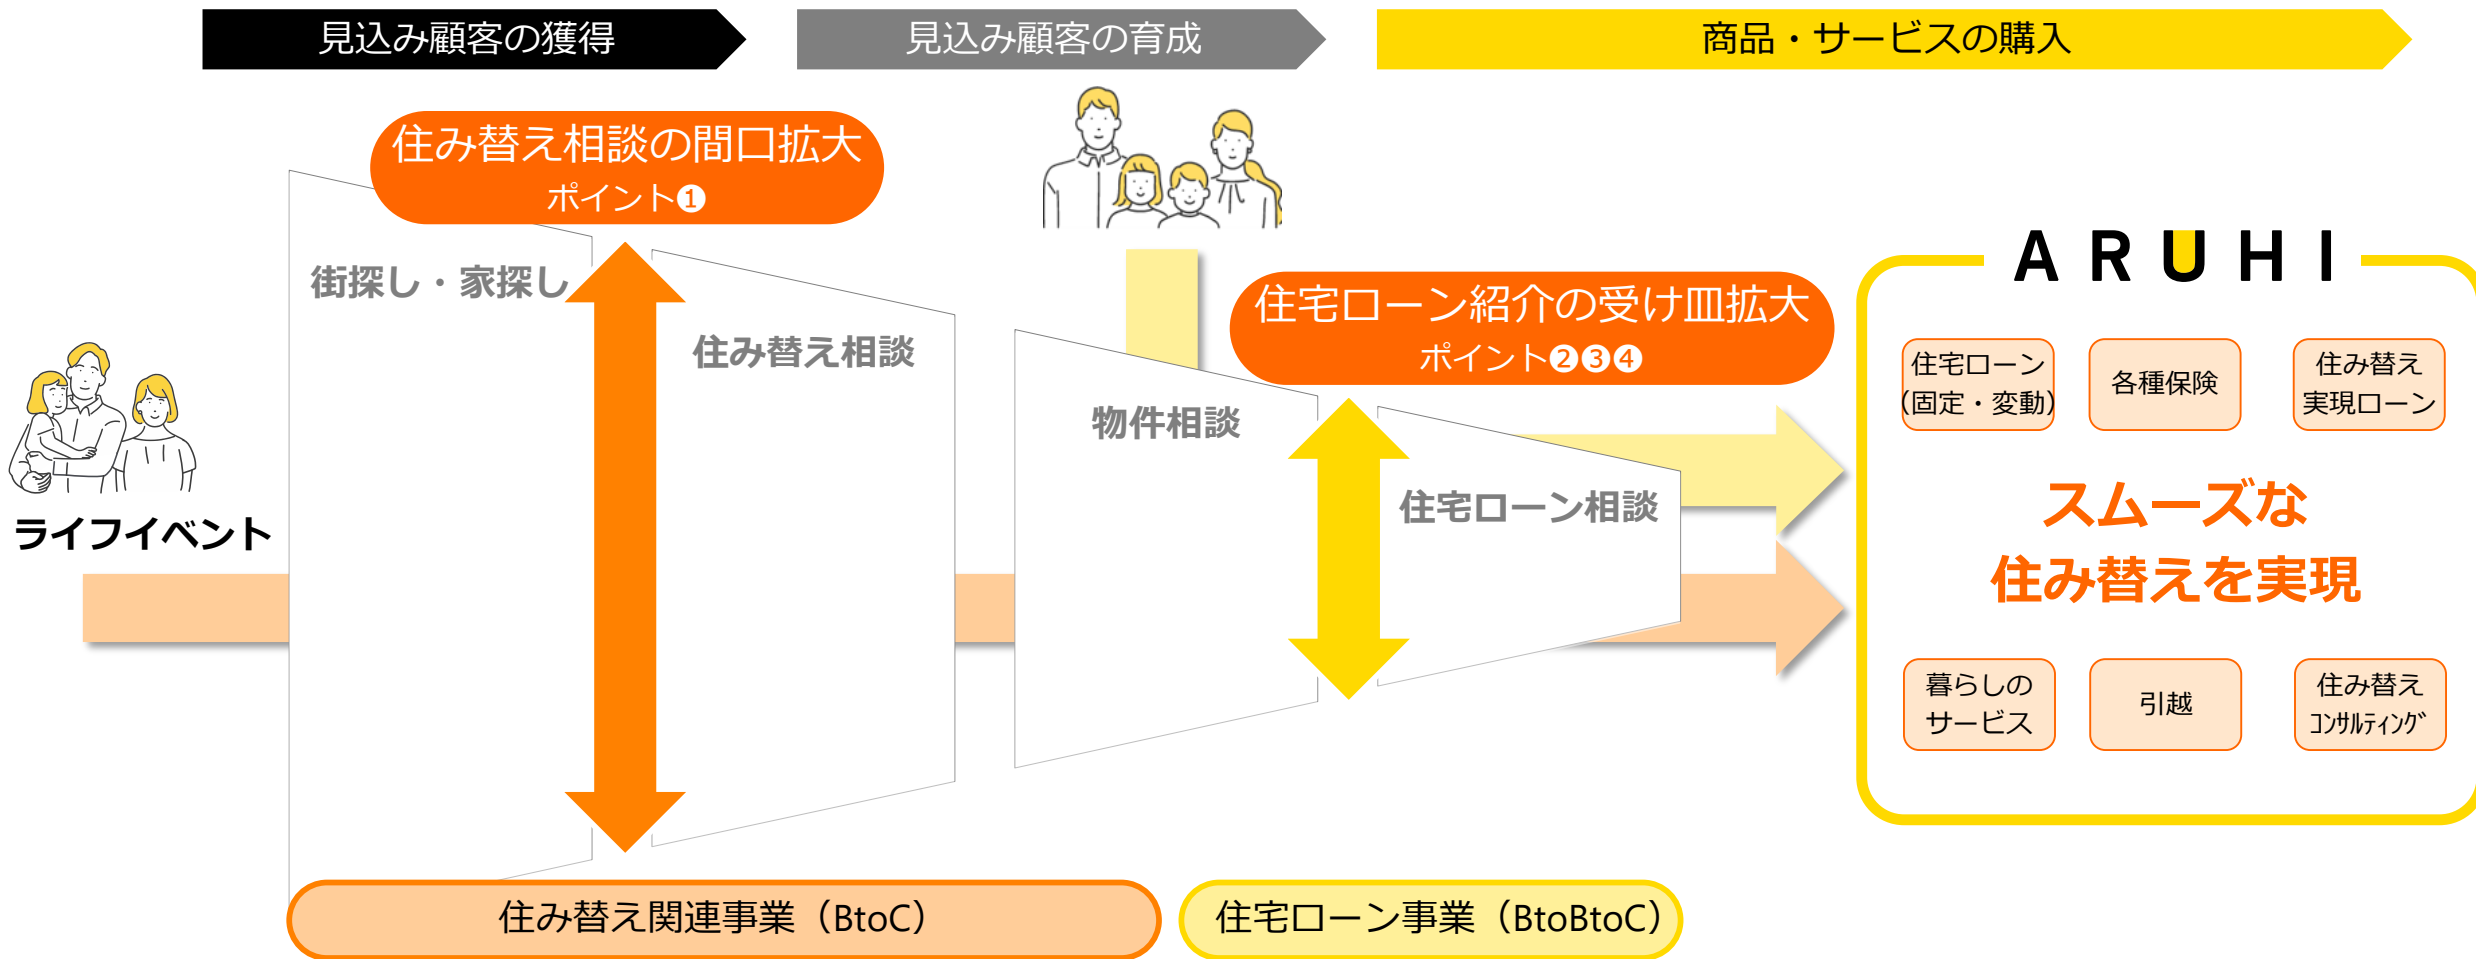 見込み顧客の獲得
見込み顧客の育成
商品・サービスの購入
住み替え相談の間口拡大
ポイント❶
街探し・家探し
住み替え相談
住宅ローン紹介の受け皿拡大
ポイント❷❸❹
物件相談
住宅ローン相談
ライフイベント
ARUHI
住宅ローン
(固定・変動)
各種保険
住み替え
実現ローン
スムーズな
住み替えを実現
暮らしの
サービス
引越
住み替え
ｺﾝｻﾙﾃｨﾝｸﾞ
住み替え関連事業（BtoC）
住宅ローン事業（BtoBtoC）